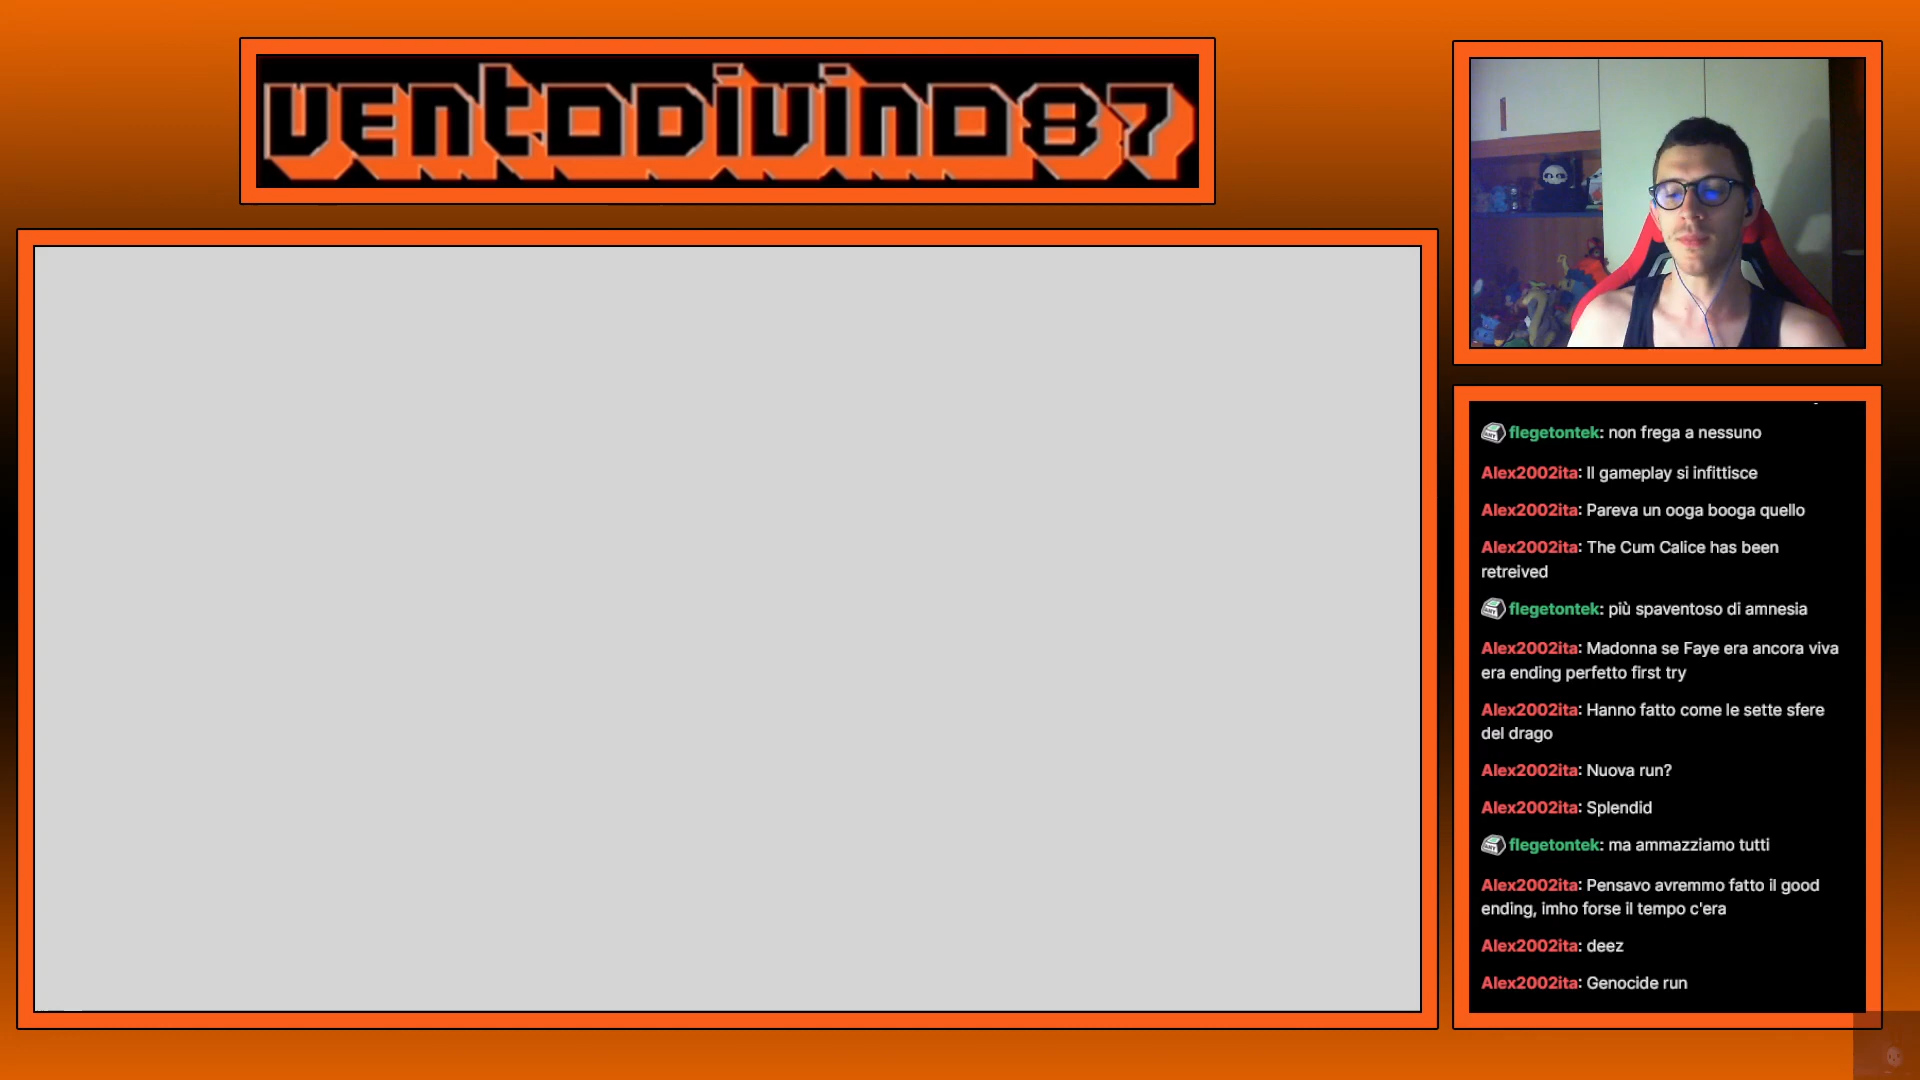 ventodivino87
flegetontek: non frega a nessuno
Alex2002ita: Il gameplay si infittisce
Alex2002ita: Pareva un ooga booga quello
Alex2002ita: The Cum Calice has been
retreived
flegetontek: più spaventoso di amnesia
Alex2002ita: Madonna se Faye era ancora viva
era ending perfetto first try
Alex2002ita: Hanno fatto come le sette sfere
del drago
Alex2002ita: Nuova run?
Alex2002ita: Splendid
flegetontek: ma ammazziamo tutti
Alex2002ita: Pensavo avremmo fatto il good
ending, imho forse il tempo c'era
Alex2002ita: deez
Alex2002ita: Genocide run